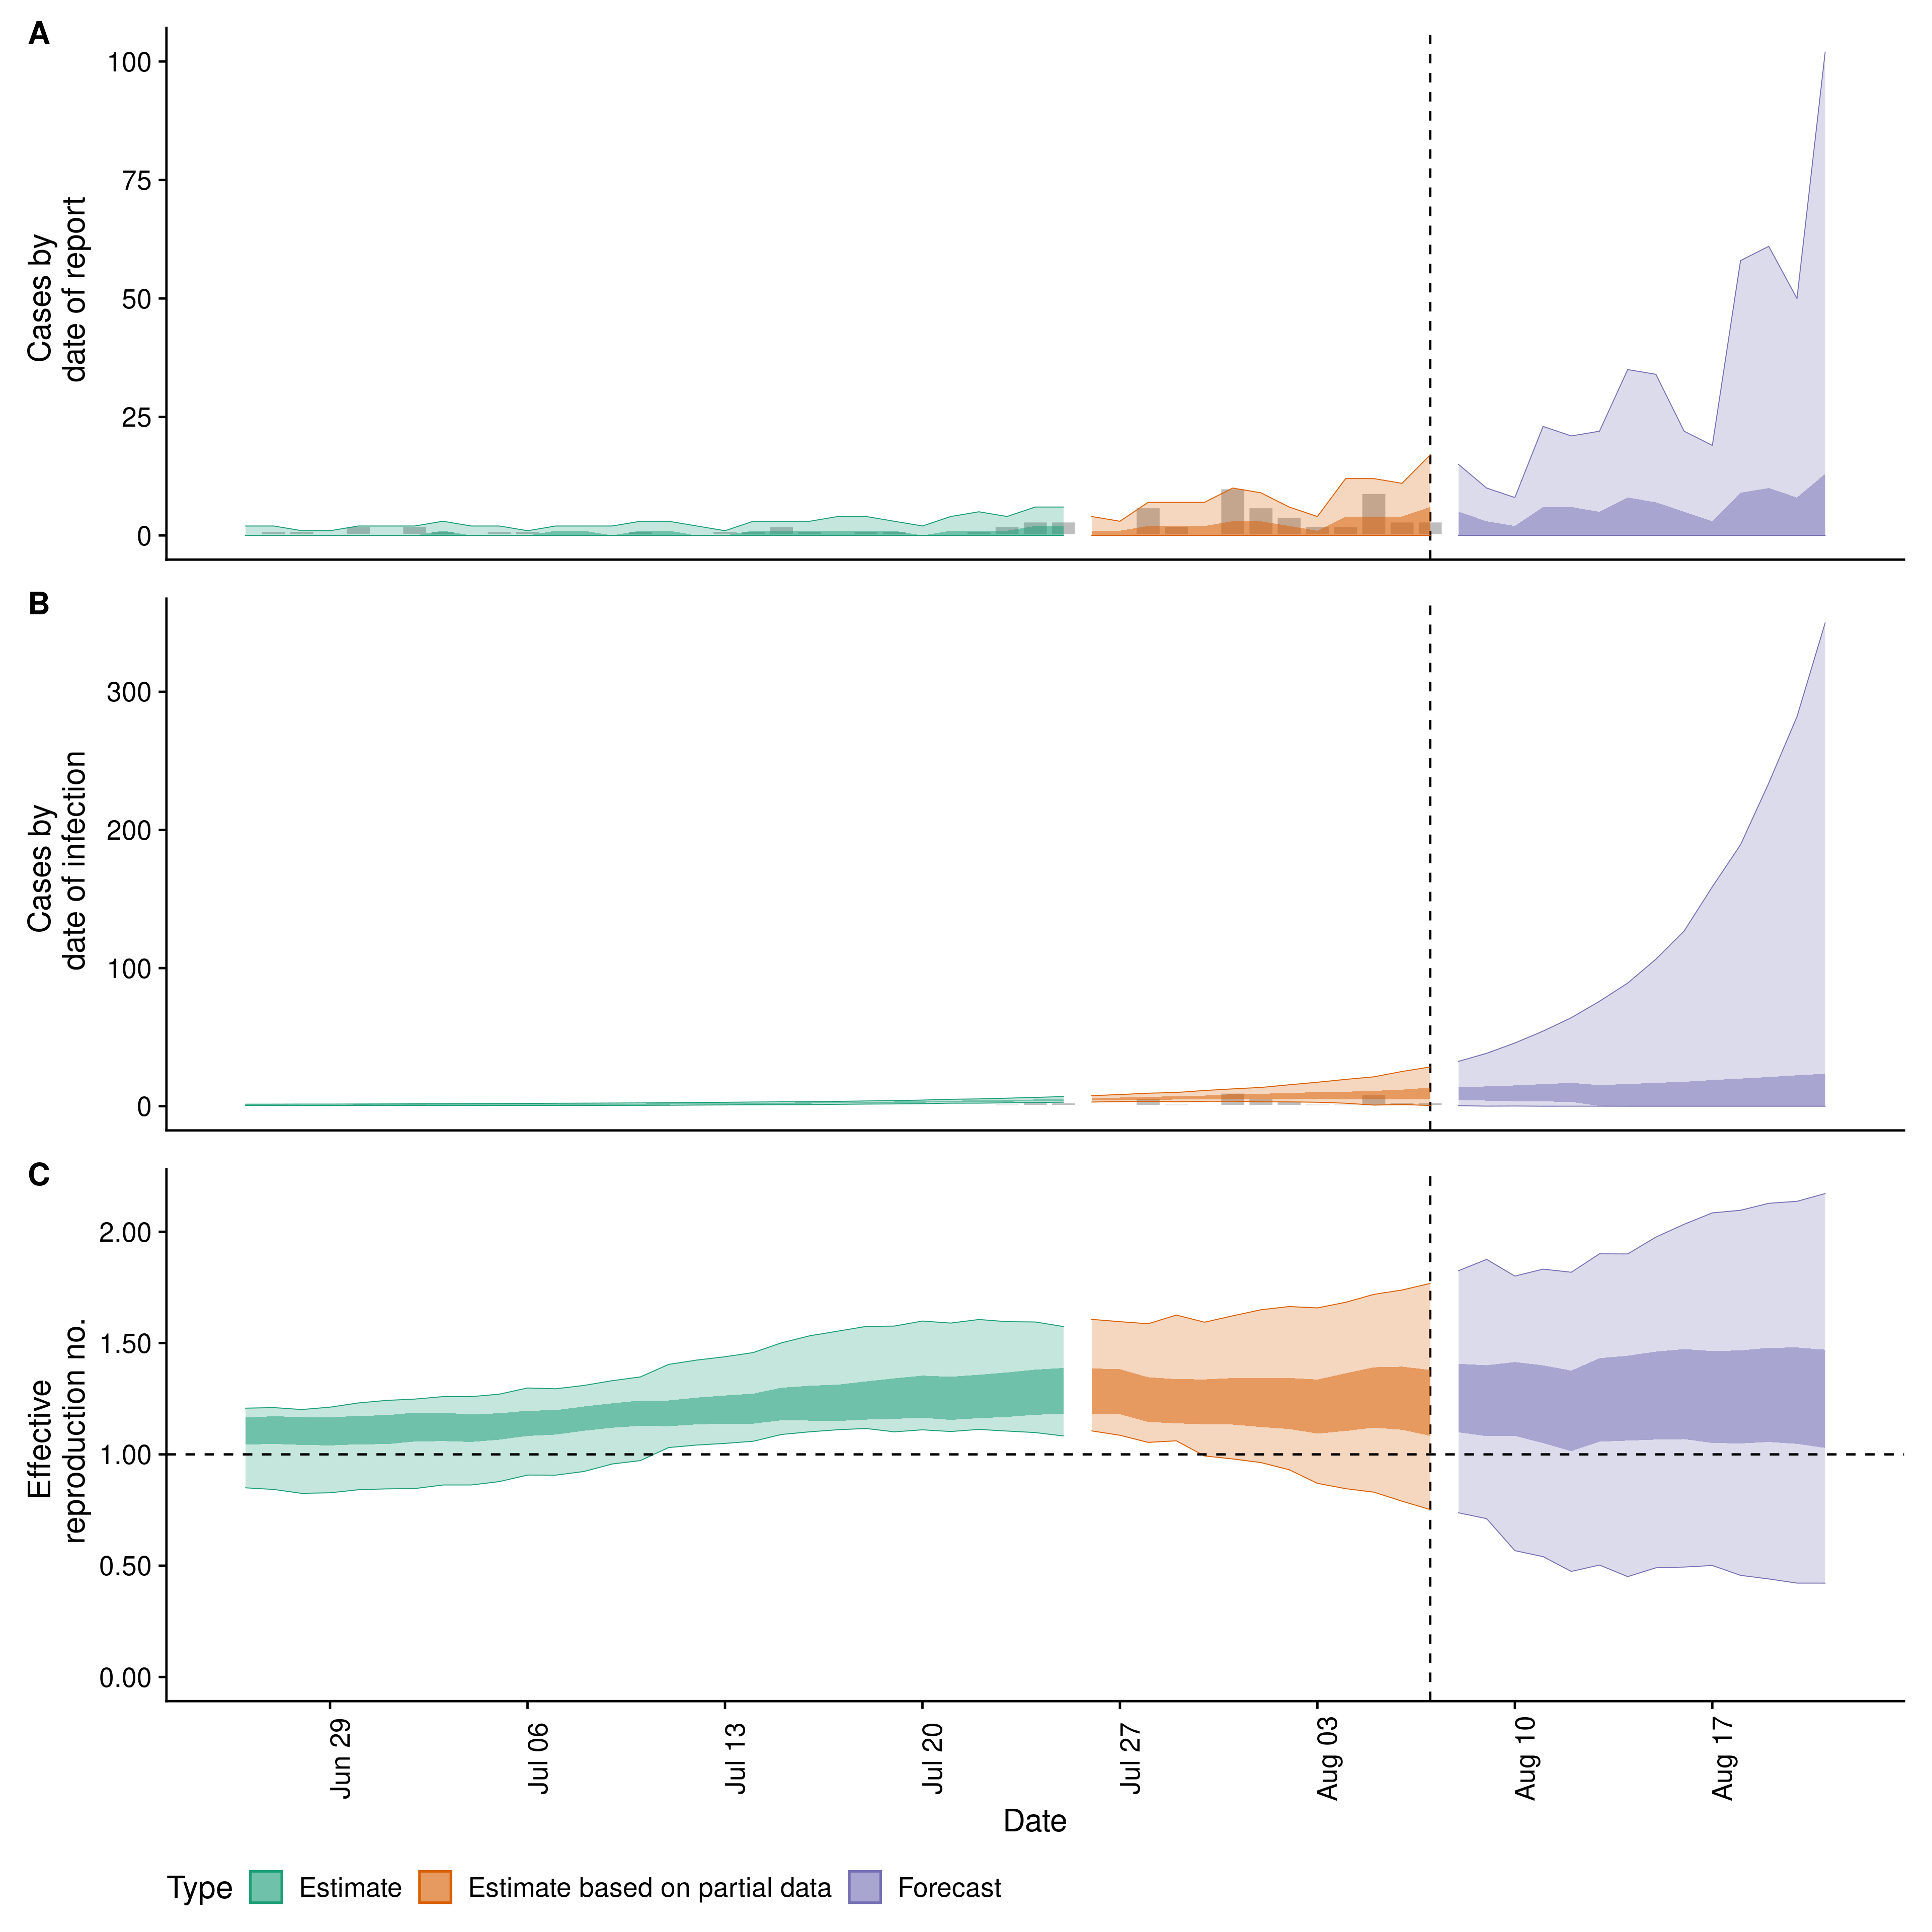 A
100
75
50
25
0
Cases by
date of report
B
300
200
100
0
Cases by
date of infection
C
2.00
1.50
1.00
0.50
0.00
Effective
reproduction no.
Jun 29
Jul 06
Jul 13
Jul 20
Jul 27
Aug 03
Aug 10
Aug 17
Date
Type
Estimate
Estimate based on partial data
Forecast